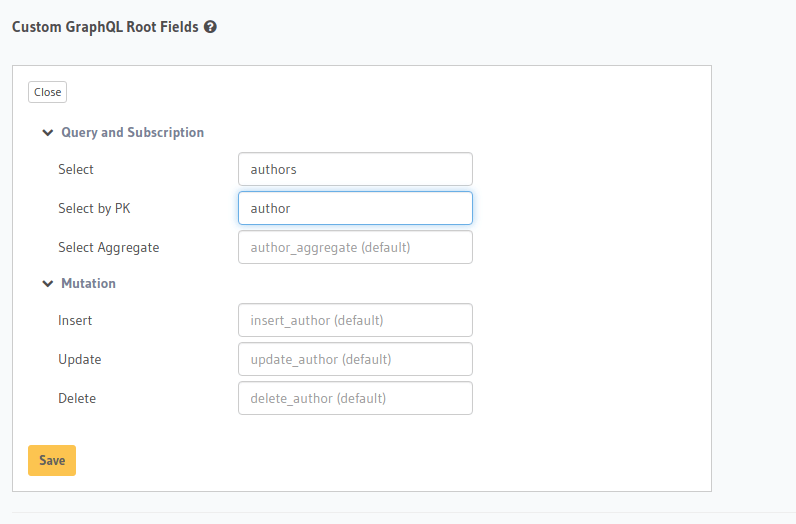 Custom GraphQL Root Fields ?
Close
Query and Subscription
Select authors
Select by PK author
Select Aggregate author_aggregate (default)
Mutation
Insert insert_author (default)
Update update_author (default)
Delete delete_author (default)
Save